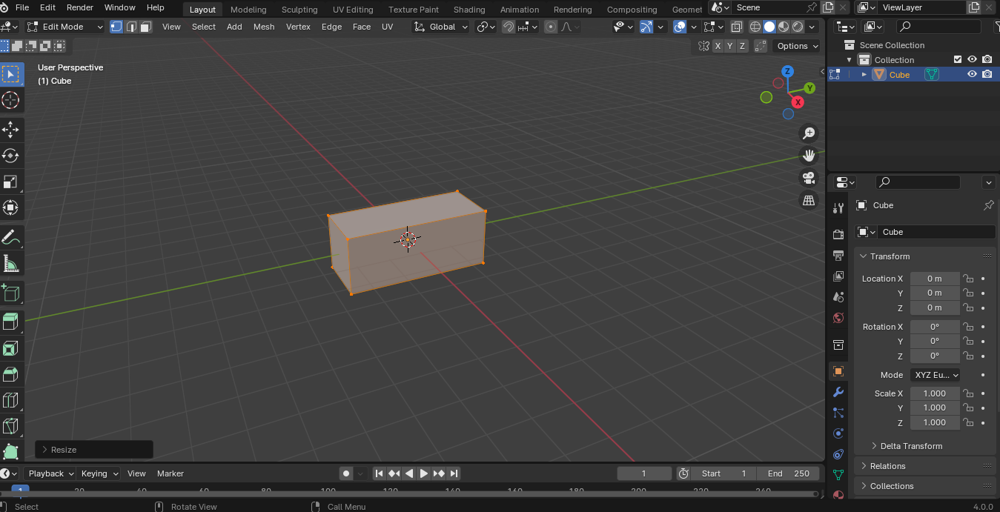 File Edit Render Window Help Layout Modeling Sculpting UV Editing Texture Paint Shading Animation Rendering Compositing Geomet Scene ViewLayer
Edit Mode View Select Add Mesh Vertex Edge Face UV Global
X Y Z Options
User Perspective
(1) Cube
Z
Y
X
Scene Collection
Collection
Cube
Cube
Cube
Transform
Location X 0 m
Y 0 m
Z 0 m
Rotation X 0°
Y 0°
Z 0°
Mode XYZ Eu...
Scale X 1.000
Y 1.000
Z 1.000
Delta Transform
Relations
Collections
Resize
Playback Keying View Marker 1 Start 1 End 250
1 20 40 60 80 100 120 140 160 180 200 220 240
Select Rotate View Call Menu 4.0.0